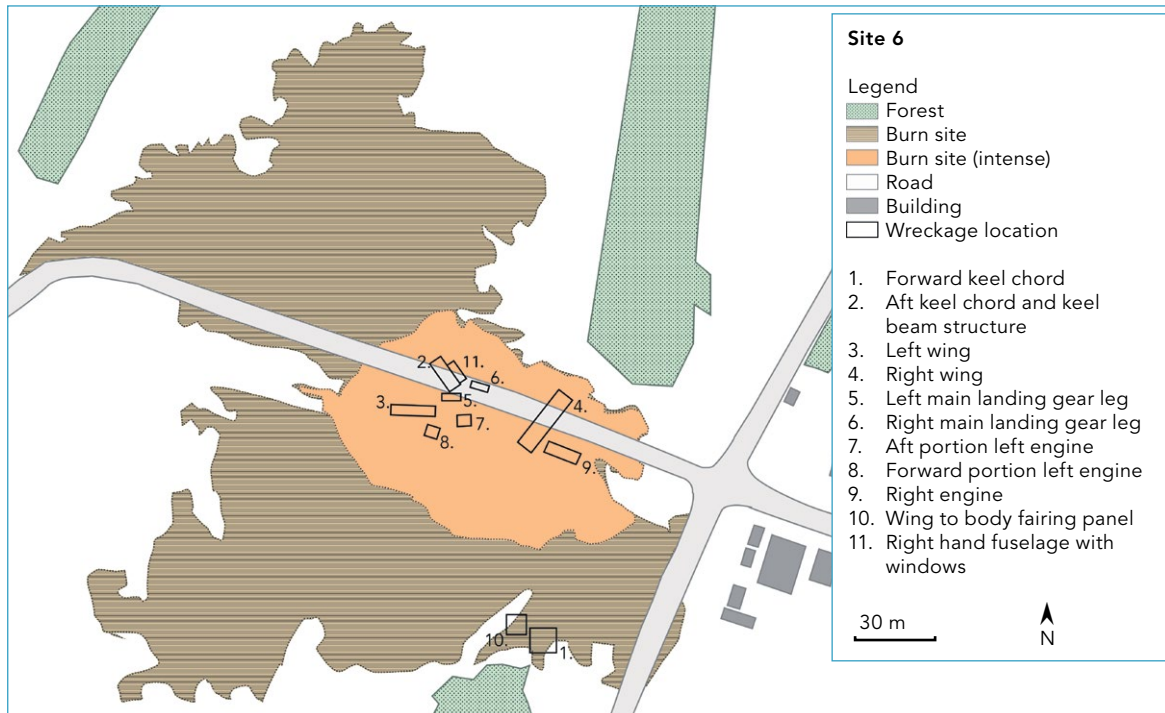 Site 6
Legend
Forest
Burn site
Burn site (intense)
Road
Building
Wreckage location
1. Forward keel chord
2. Aft keel chord and keel
beam structure
3. Left wing
4. Right wing
5. Left main landing gear leg
6. Right main landing gear leg
7. Aft portion left engine
8. Forward portion left engine
9. Right engine
10. Wing to body fairing panel
11. Right hand fuselage with
windows
30 m
N
2.
11.
6.
5.
3.
4.
7.
8.
9.
10.
1.